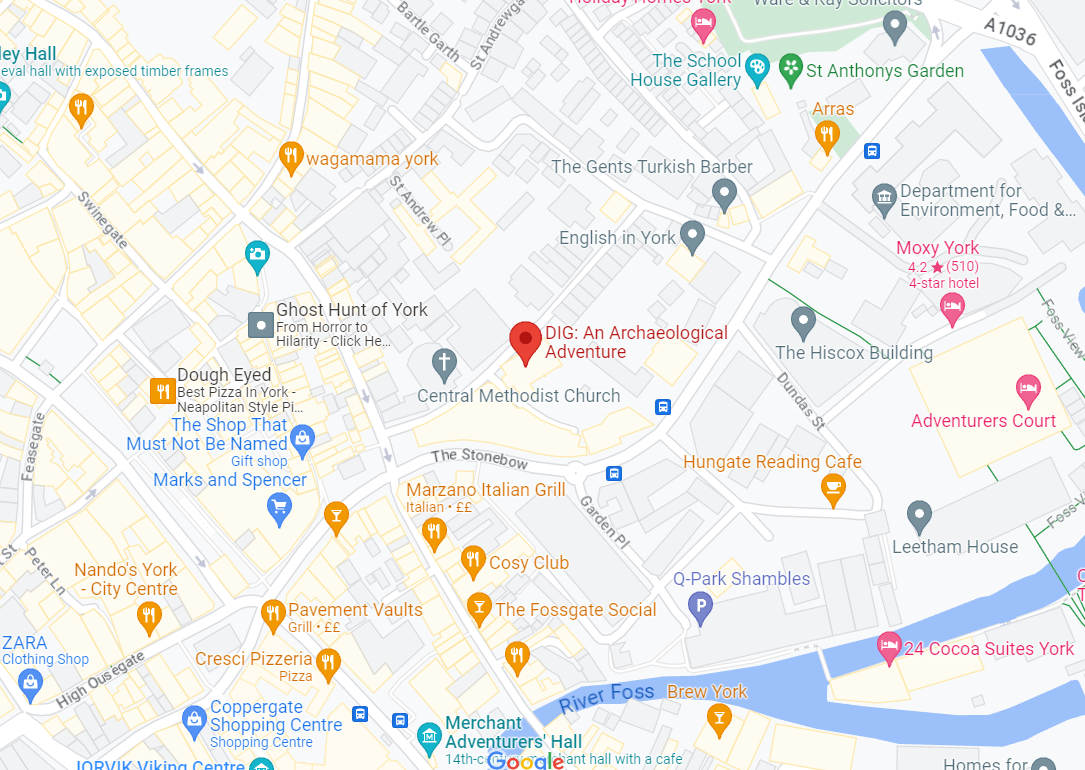 Holiday Homes York
Ware & Kay Solicitors
A1036
Bartle Garth
St Andrewga
ley Hall
eval hall with exposed timber frames
The School
House Gallery
St Anthonys Garden
Foss Isl
Arras
wagamama york
The Gents Turkish Barber
Swinegate
St Andrew Pl
Department for
Environment, Food &...
English in York
Moxy York
4.2 ★ (510)
4-star hotel
Ghost Hunt of York
From Horror to
Hilarity - Click He...
DIG: An Archaeological
Adventure
Foss-View
The Hiscox Building
Dough Eyed
Best Pizza In York -
Neapolitan Style Pi...
Central Methodist Church
Dundas St
Adventurers Court
The Shop That
Must Not Be Named
Gift shop
Feasegate
The Stonebow
Hungate Reading Cafe
Marks and Spencer
Marzano Italian Grill
Italian • ££
Garden Pl
Foss-V
Leetham House
t St
Peter Ln
Cosy Club
Nando's York
- City Centre
Q-Park Shambles
P
Pavement Vaults
Grill • ££
The Fossgate Social
ZARA
Clothing Shop
High Ousegate
Cresci Pizzeria
Pizza
24 Cocoa Suites York
River Foss
Brew York
Coppergate
Shopping Centre
Shopping Centre
Merchant
Adventurers' Hall
14th-cen hant hall with a cafe
Google
JORVIK Viking Centre
Homes for